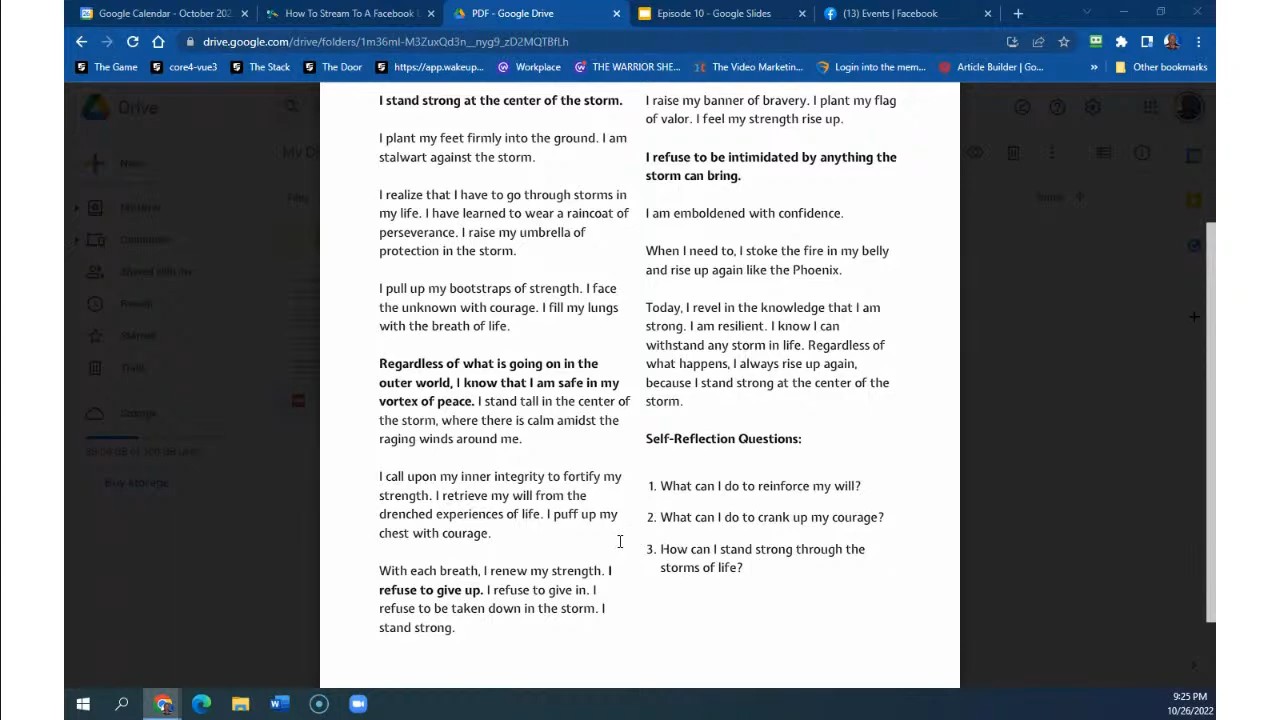 Google Calendar - October 202
How To Stream To A Facebook L
PDF - Google Drive
Episode 10 - Google Slides
(13) Events | Facebook
drive.google.com/drive/folders/1m36ml-M3ZuxQd3n__nyg9_zD2MQTBfLh
The Game
core4-vue3
The Stack
The Door
https://app.wakeup...
Workplace
THE WARRIOR SHE...
The Video Marketin...
Login into the mem...
Article Builder | Go...
»
Other bookmarks
Drive
New
My Dr
Shared with me
Recent
Starred
Trash
Storage
Buy storage
I stand strong at the center of the storm.
I plant my feet firmly into the ground. I am
stalwart against the storm.
I realize that I have to go through storms in
my life. I have learned to wear a raincoat of
perseverance. I raise my umbrella of
protection in the storm.
I pull up my bootstraps of strength. I face
the unknown with courage. I fill my lungs
with the breath of life.
Regardless of what is going on in the
outer world, I know that I am safe in my
vortex of peace. I stand tall in the center of
the storm, where there is calm amidst the
raging winds around me.
I call upon my inner integrity to fortify my
strength. I retrieve my will from the
drenched experiences of life. I puff up my
chest with courage.
With each breath, I renew my strength. I
refuse to give up. I refuse to give in. I
refuse to be taken down in the storm. I
stand strong.
I raise my banner of bravery. I plant my flag
of valor. I feel my strength rise up.
I refuse to be intimidated by anything the
storm can bring.
I am emboldened with confidence.
When I need to, I stoke the fire in my belly
and rise up again like the Phoenix.
Today, I revel in the knowledge that I am
strong. I am resilient. I know I can
withstand any storm in life. Regardless of
what happens, I always rise up again,
because I stand strong at the center of the
storm.
Self-Reflection Questions:
1. What can I do to reinforce my will?
2. What can I do to crank up my courage?
3. How can I stand strong through the
storms of life?
9:25 PM
10/26/2022